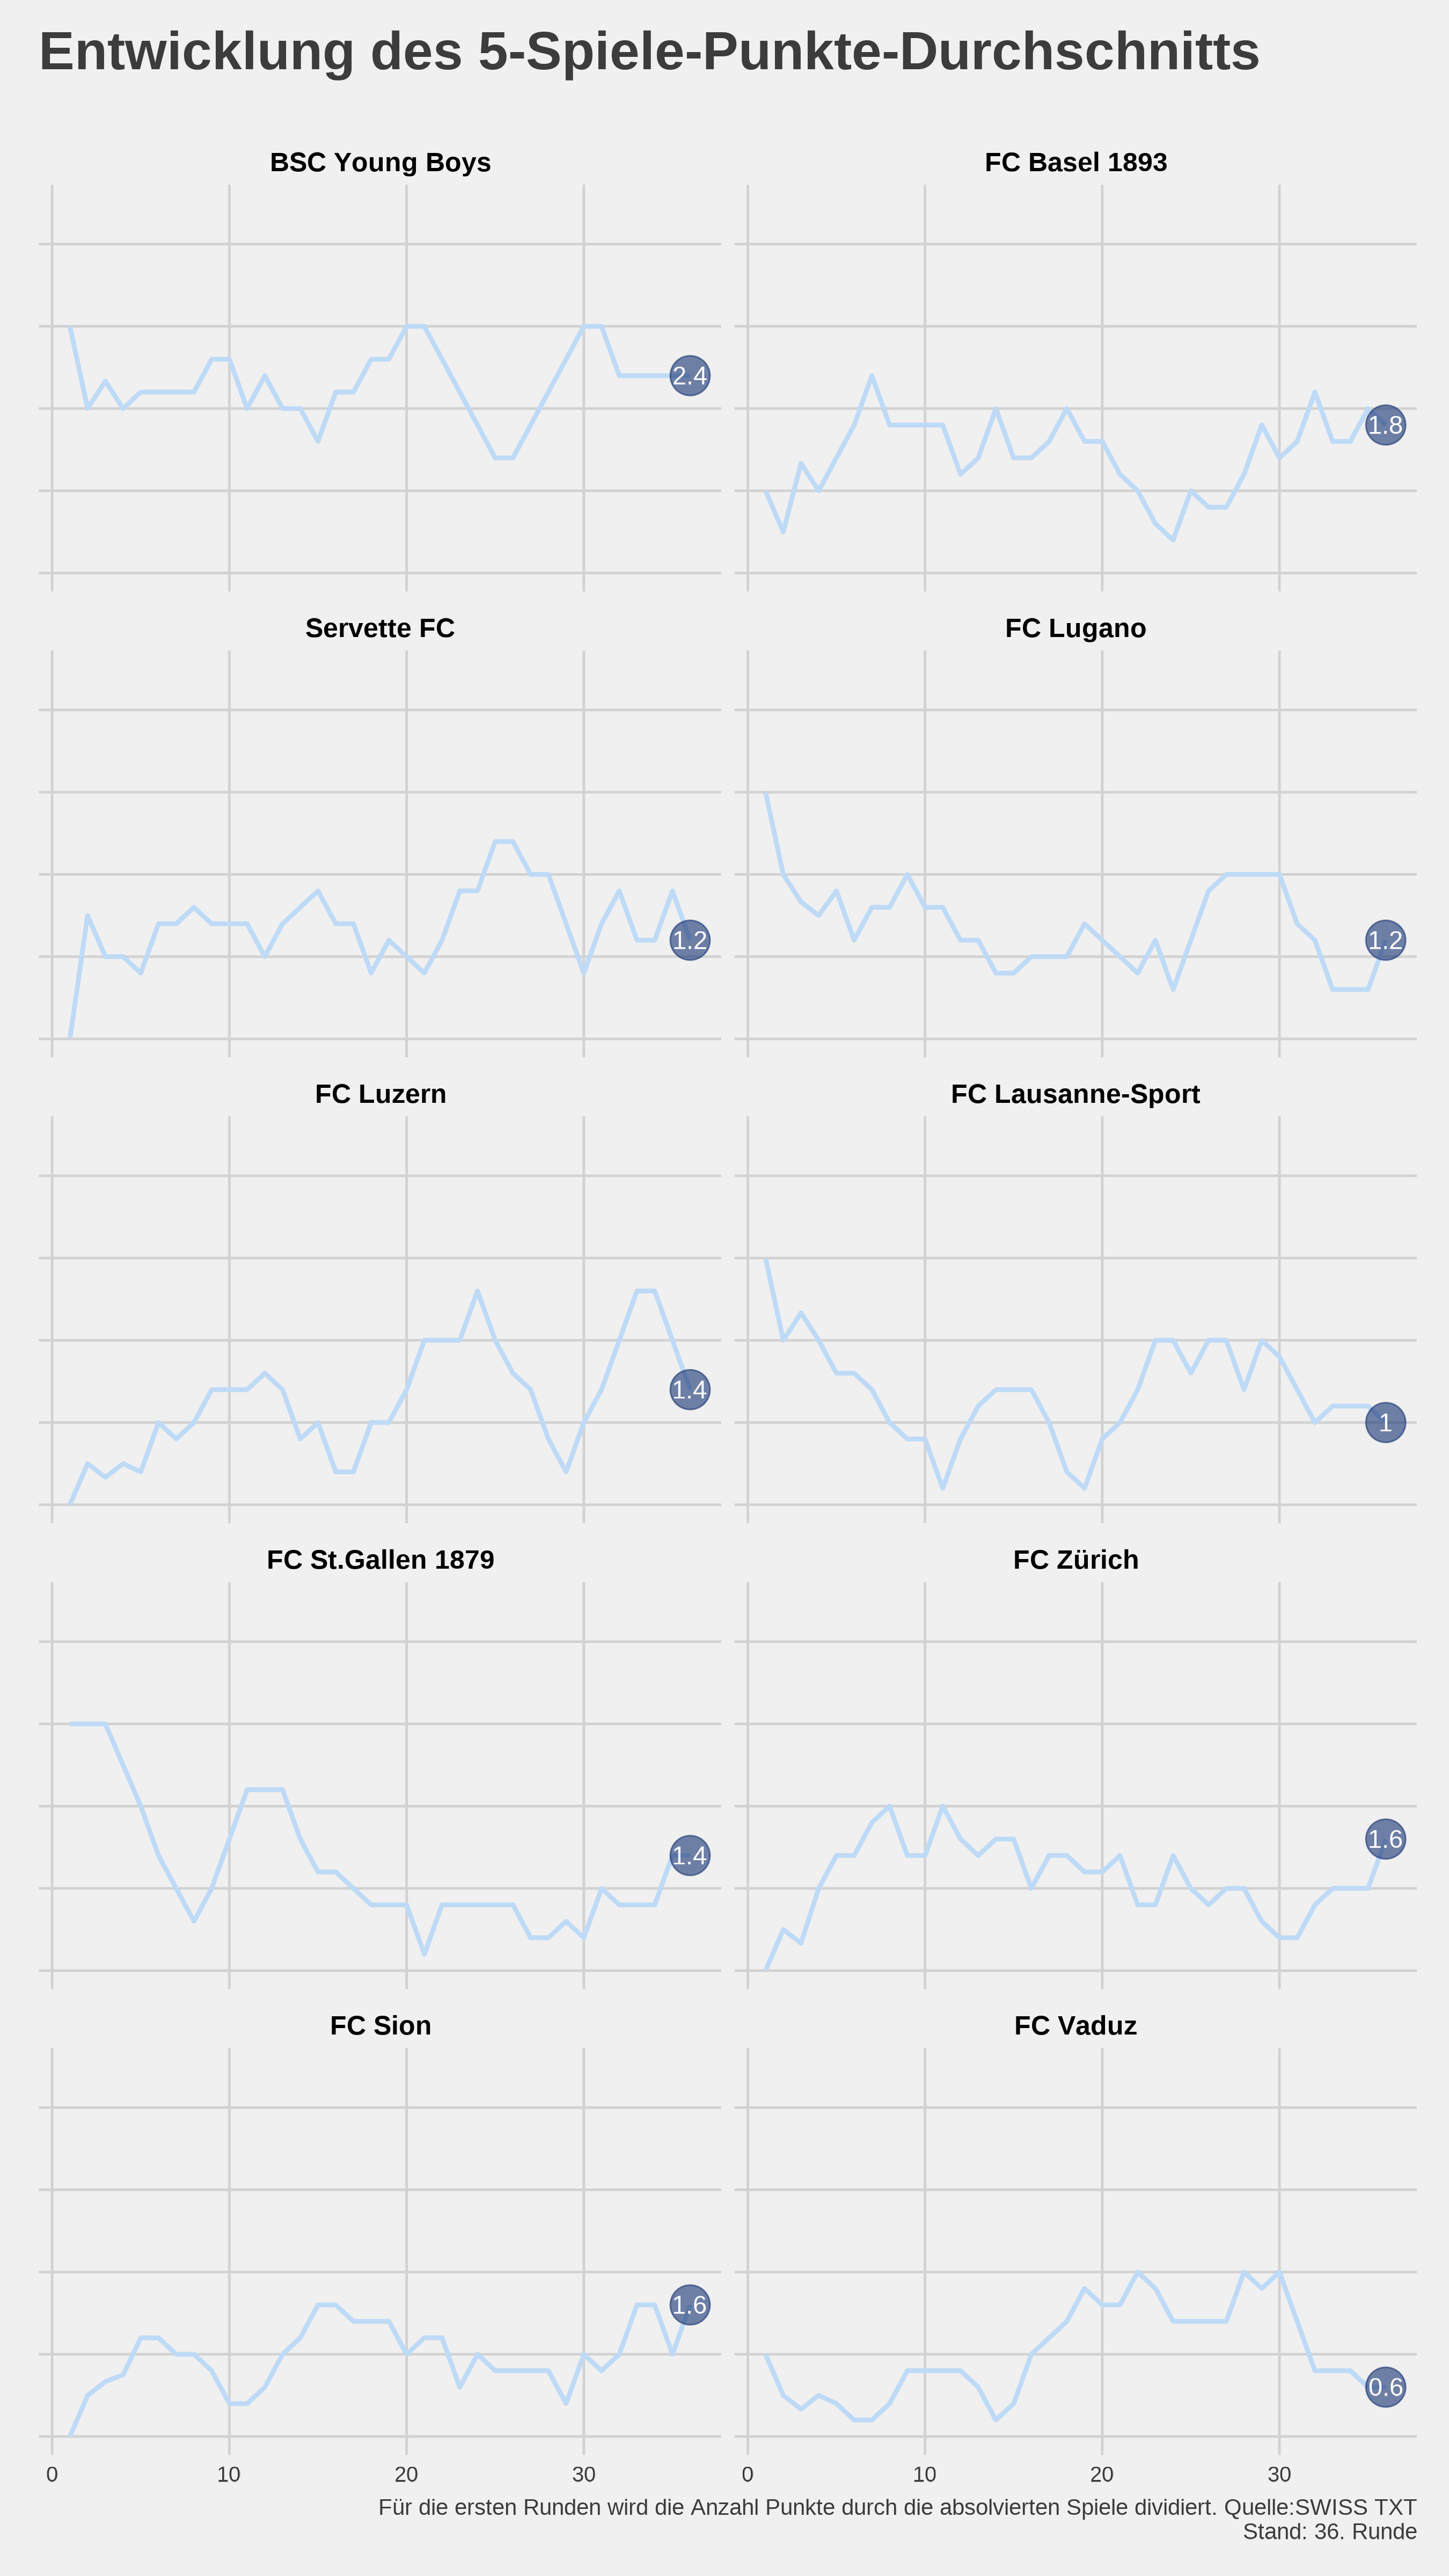 Entwicklung des 5-Spiele-Punkte-Durchschnitts
BSC Young Boys
FC Basel 1893
2.4
1.8
Servette FC
FC Lugano
1.2
1.2
FC Luzern
FC Lausanne-Sport
1.4
1
FC St.Gallen 1879
FC Zürich
1.4
1.6
FC Sion
FC Vaduz
1.6
0.6
0 10 20 30 0 10 20 30
Für die ersten Runden wird die Anzahl Punkte durch die absolvierten Spiele dividiert. Quelle:SWISS TXT
Stand: 36. Runde